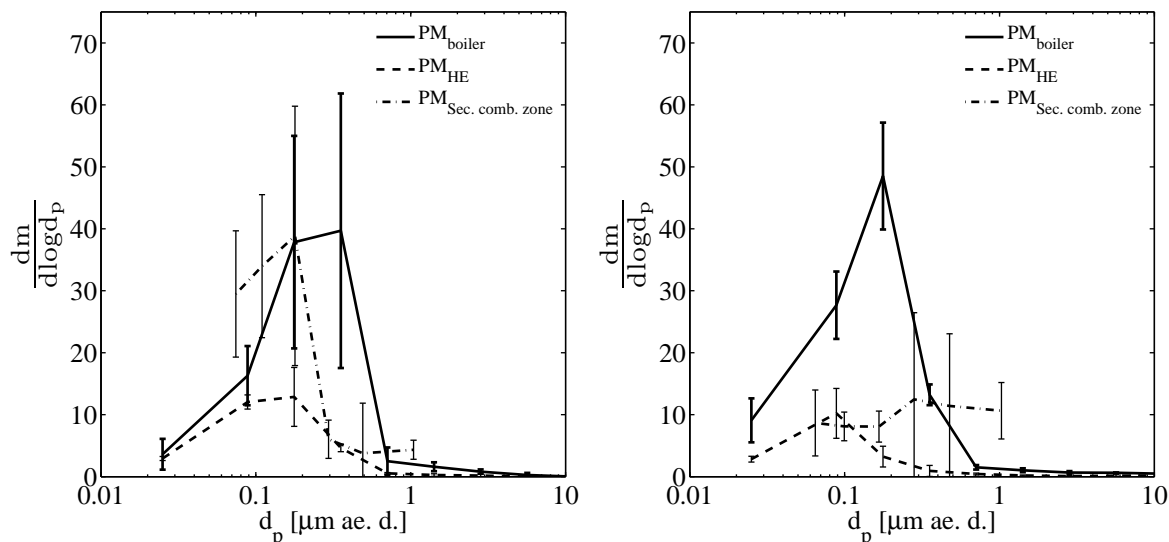 70
60
50
40
30
20
10
0
0.01 0.1 1 10
dm
dlogd_p
d_p [μm ae. d.]
PM_boiler
PM_HE
PM_Sec. comb. zone
70
60
50
40
30
20
10
0
0.01 0.1 1 10
dm
dlogd_p
d_p [μm ae. d.]
PM_boiler
PM_HE
PM_Sec. comb. zone